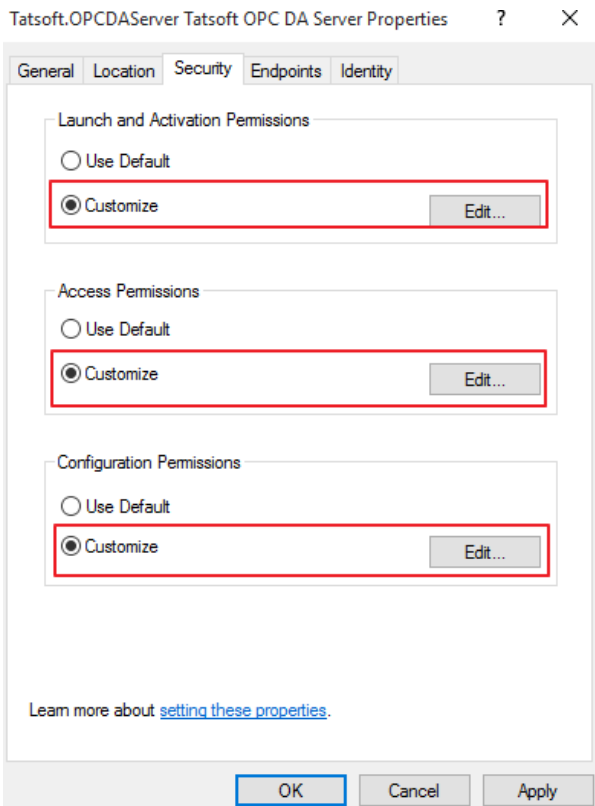 Tatsoft.OPCDAServer Tatsoft OPC DA Server Properties ?
General Location Security Endpoints Identity
Launch and Activation Permissions
Use Default
Customize Edit...
Access Permissions
Use Default
Customize Edit...
Configuration Permissions
Use Default
Customize Edit...
Learn more about setting these properties.
OK Cancel Apply